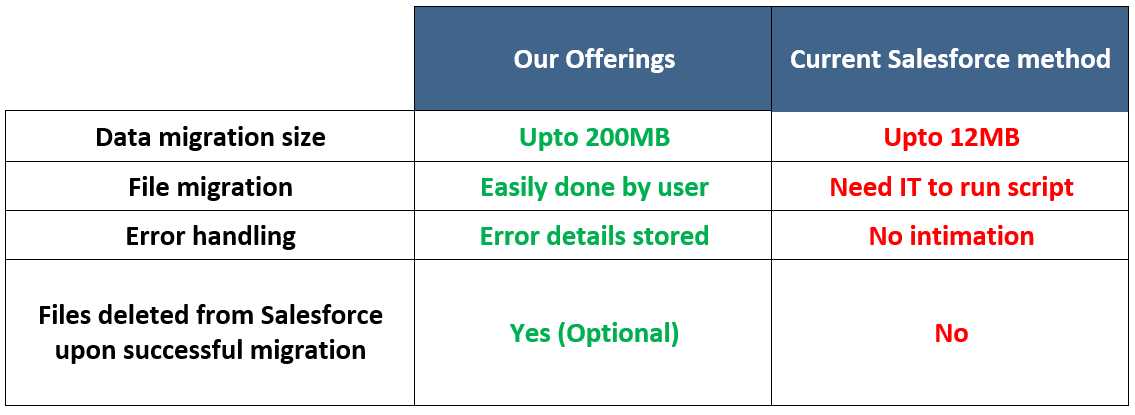 Our Offerings Current Salesforce method
Data migration size Upto 200MB Upto 12MB
File migration Easily done by user Need IT to run script
Error handling Error details stored No intimation
Files deleted from Salesforce
upon successful migration Yes (Optional) No